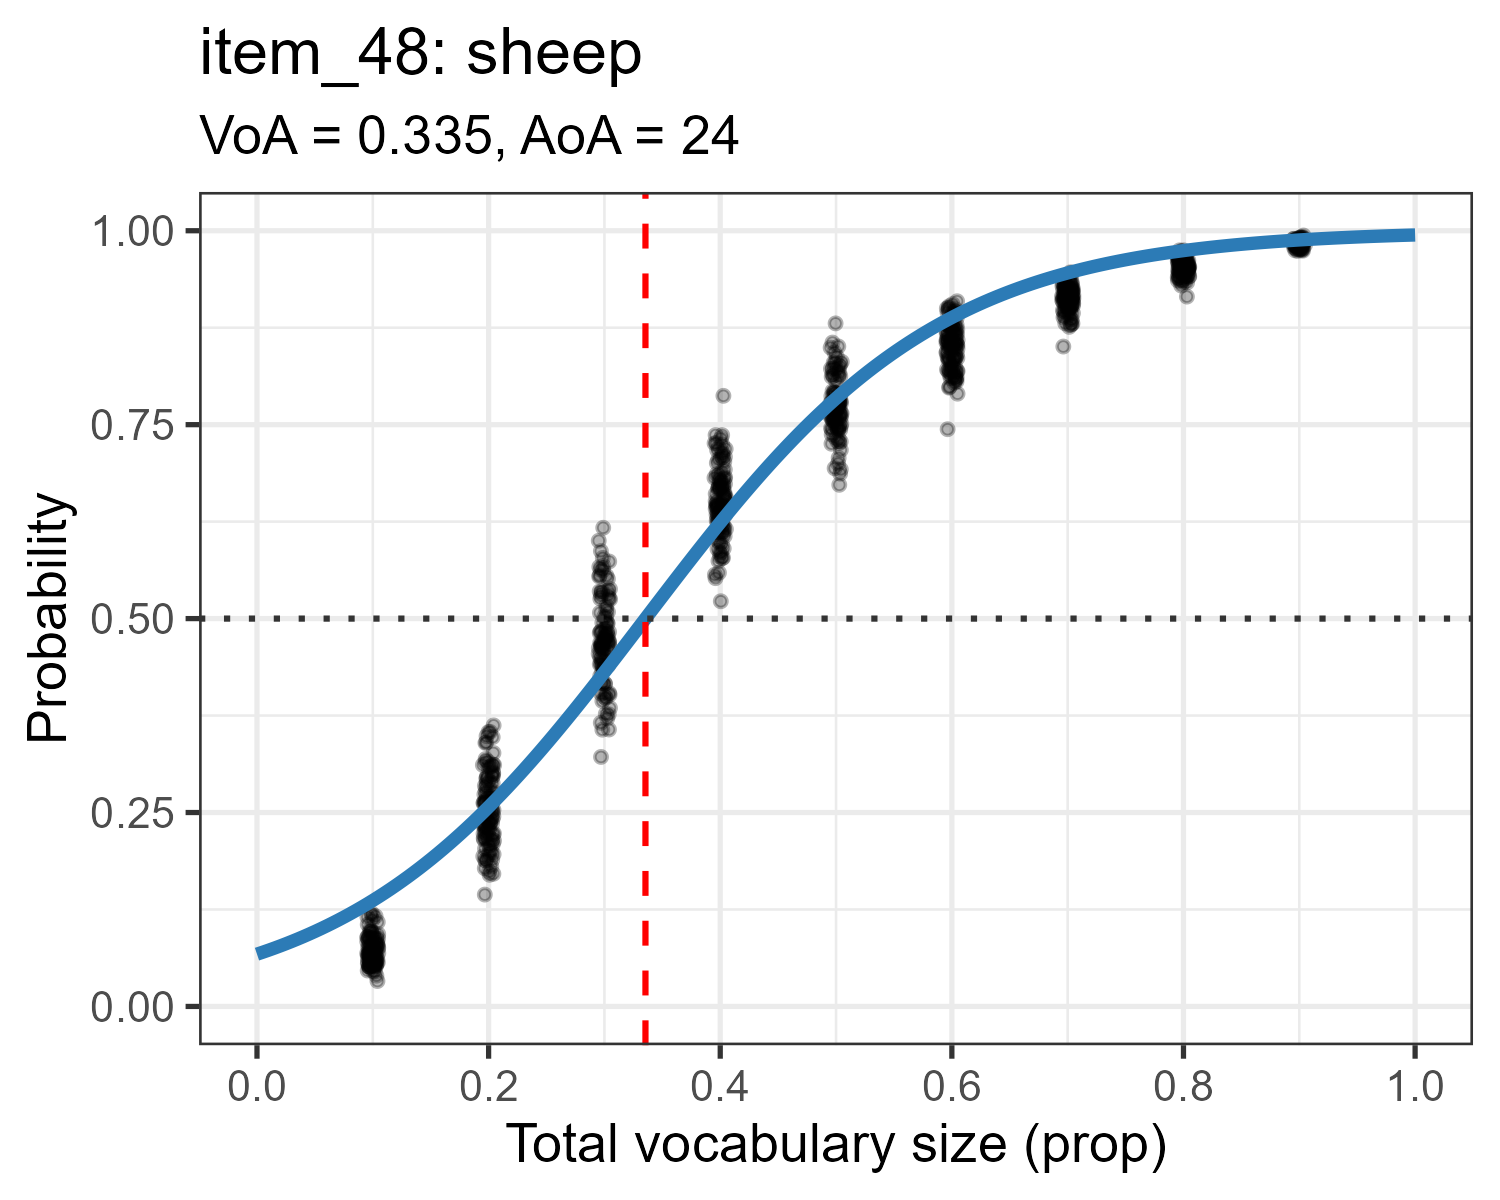 item_48: sheep
VoA = 0.335, AoA = 24
1.00
0.75
0.50
0.25
0.00
Probability
0.0 0.2 0.4 0.6 0.8 1.0
Total vocabulary size (prop)